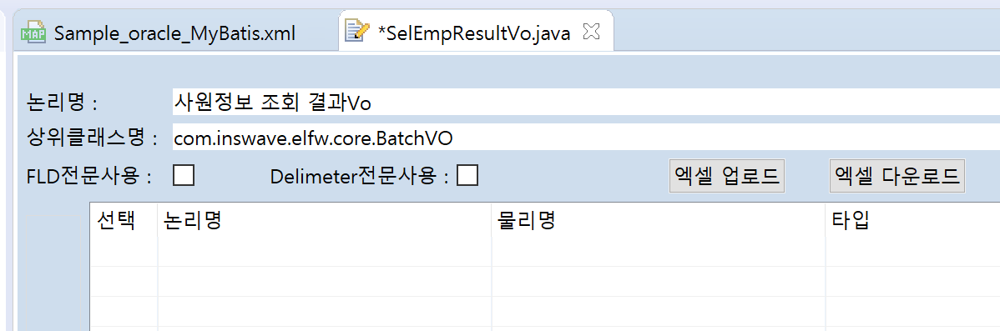 MAP Sample_oracle_MyBatis.xml *SelEmpResultVo.java
논리명 : 사원정보 조회 결과Vo
상위클래스명 : com.inswave.elfw.core.BatchVO
FLD전문사용 : Delimeter전문사용 : 엑셀 업로드 엑셀 다운로드
선택 논리명 물리명 타입